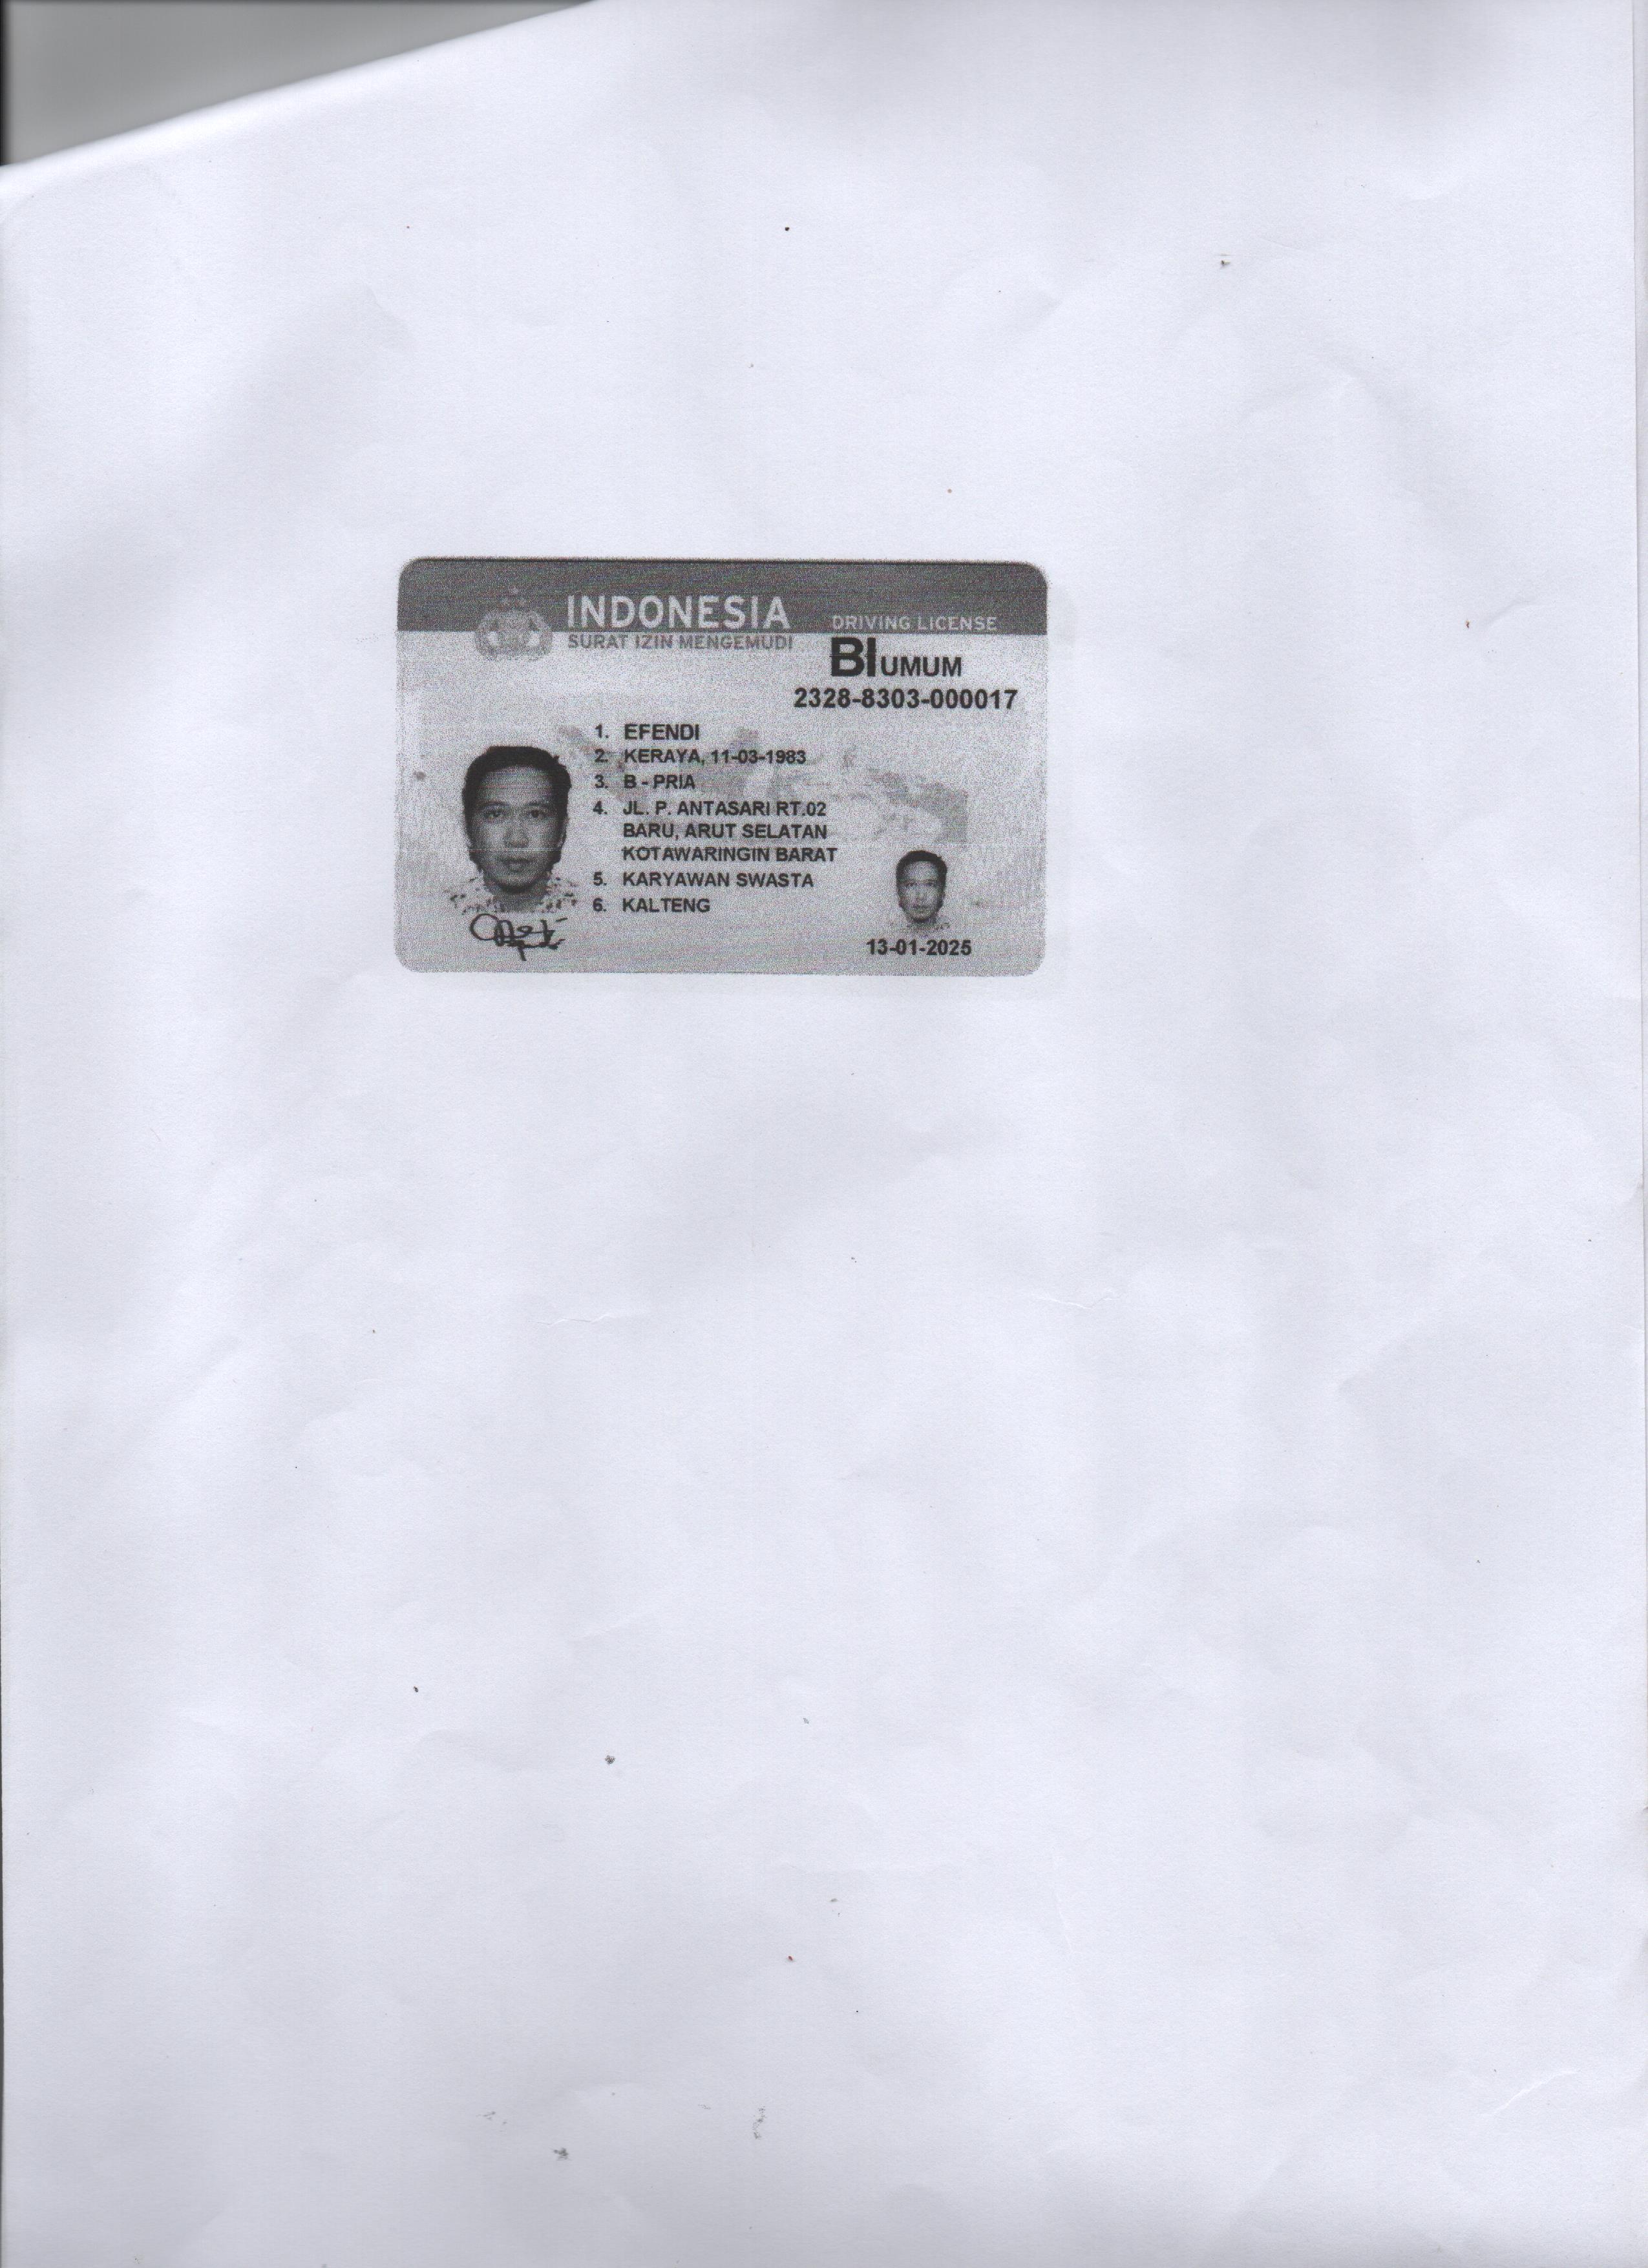 INDONESIA
SURAT IZIN MENGEMUDI
DRIVING LICENSE
BI UMUM
2328-8303-000017
1. EFENDI
2. KERAYA, 11-03-1983
3. B - PRIA
4. JL. P. ANTASARI RT.02
BARU, ARUT SELATAN
KOTAWARINGIN BARAT
5. KARYAWAN SWASTA
6. KALTENG
13-01-2025